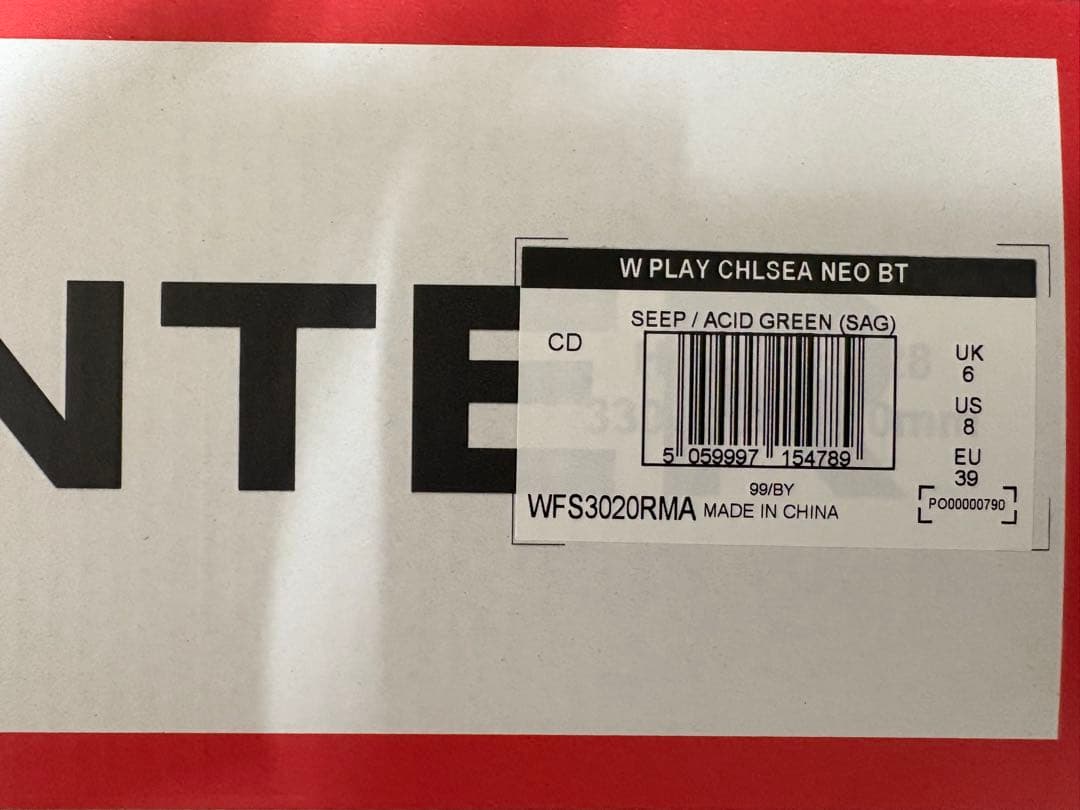 NTE
W PLAY CHLSEA NEO BT
SEEP / ACID GREEN (SAG)
CD
5 059997 154789
UK
6
US
8
EU
39
99/BY
WFS3020RMA MADE IN CHINA
PO00000790